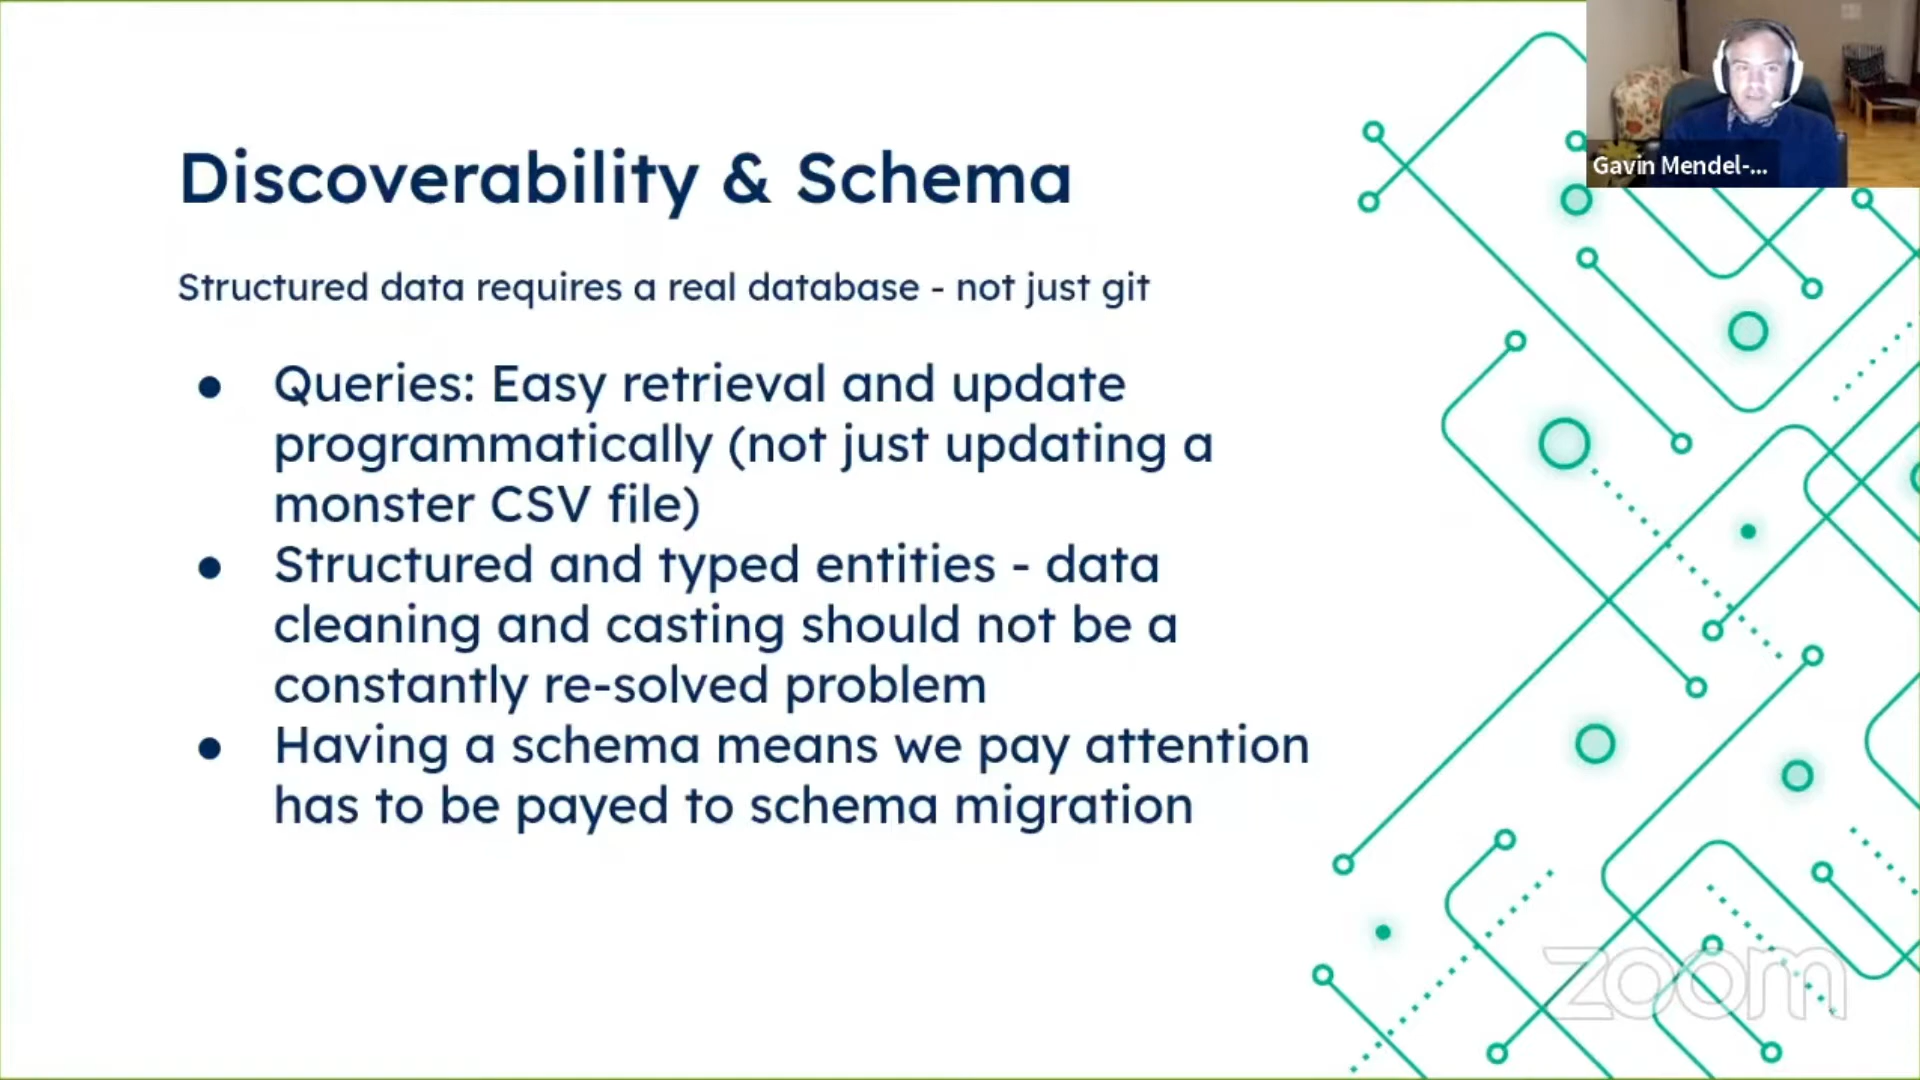 Discoverability & Schema
Structured data requires a real database - not just git
● Queries: Easy retrieval and update
programmatically (not just updating a
monster CSV file)
● Structured and typed entities - data
cleaning and casting should not be a
constantly re-solved problem
● Having a schema means we pay attention
has to be payed to schema migration
Gavin Mendel-...
zoom